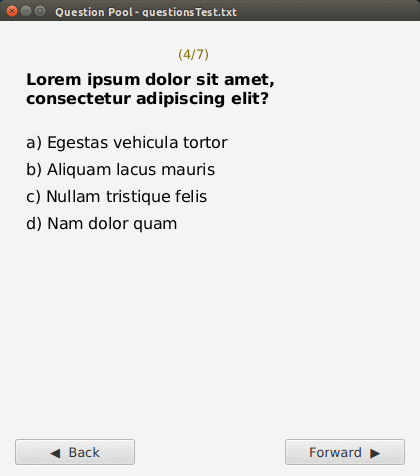 Question Pool - questionsTest.txt
(4/7)
Lorem ipsum dolor sit amet,
consectetur adipiscing elit?
a) Egestas vehicula tortor
b) Aliquam lacus mauris
c) Nullam tristique felis
d) Nam dolor quam
◀ Back
Forward ▶